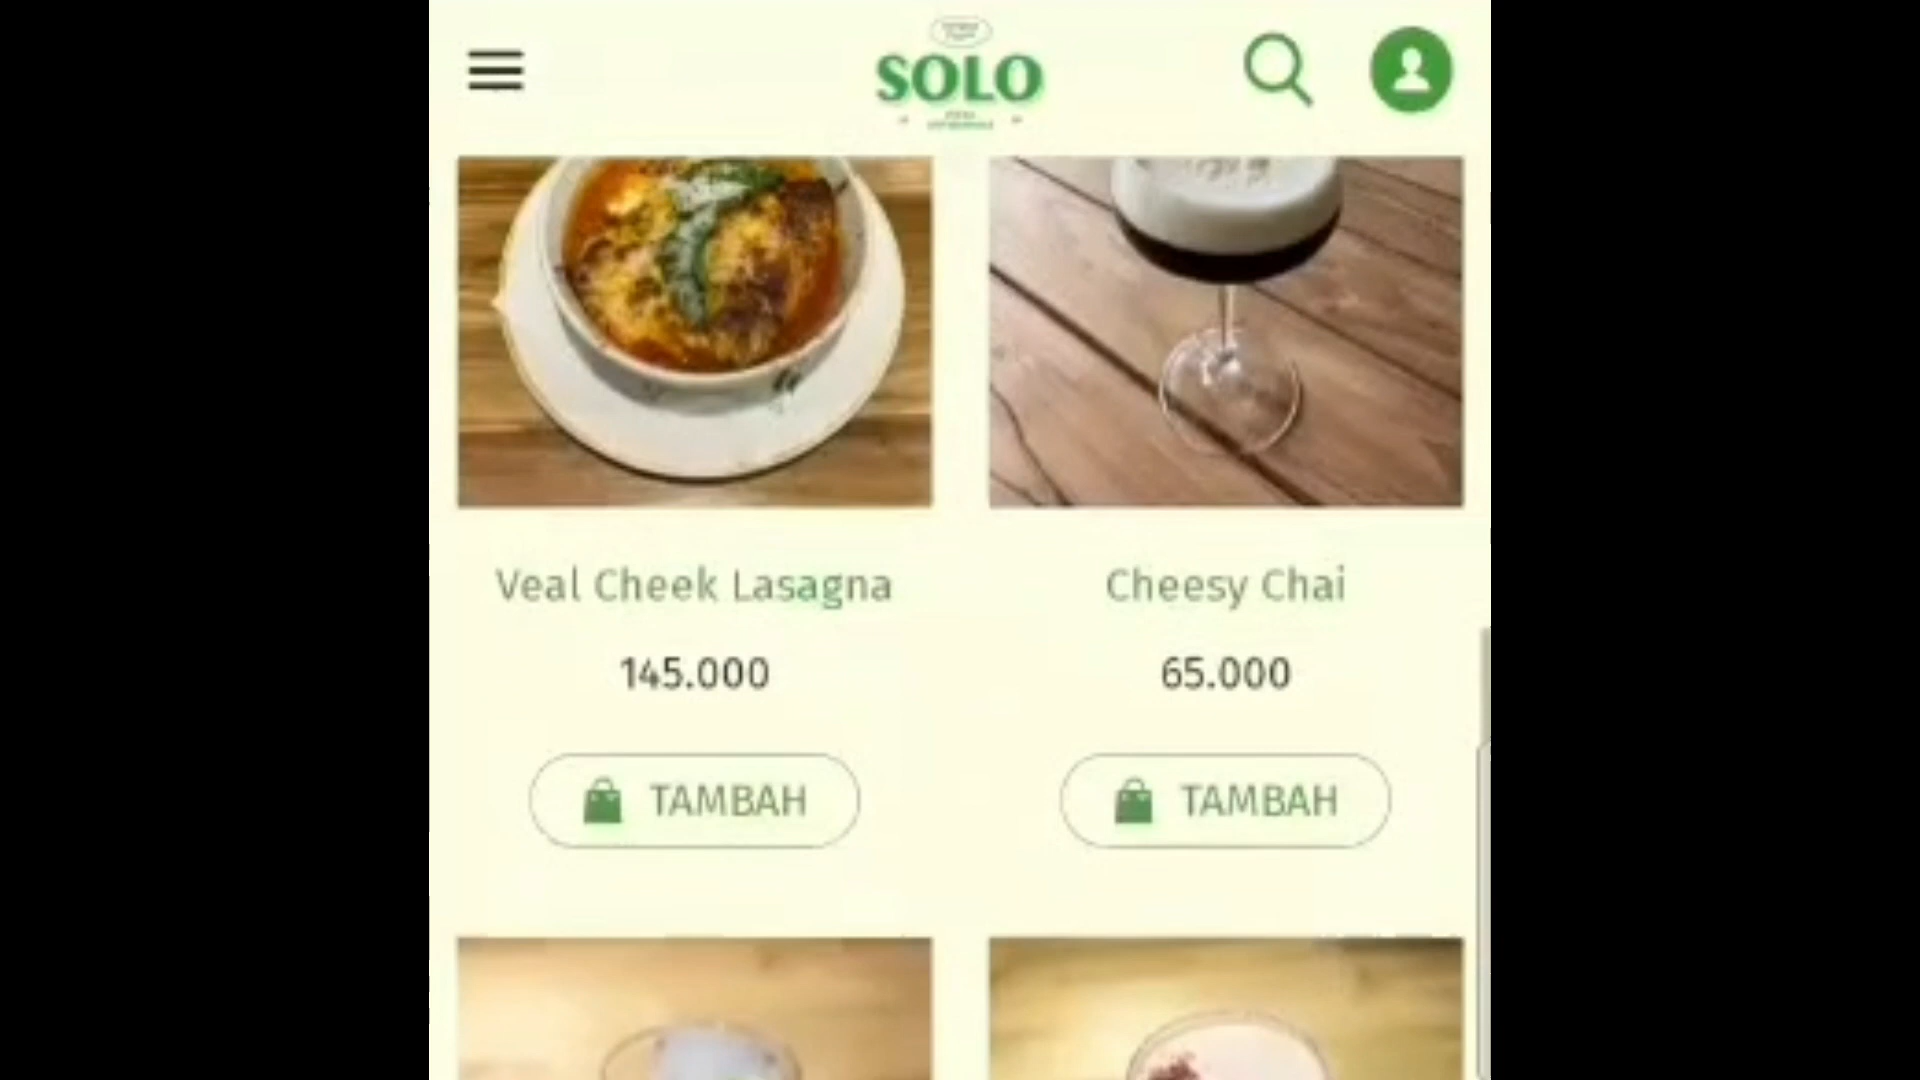 SOLO
Veal Cheek Lasagna
Cheesy Chai
145.000
65.000
TAMBAH
TAMBAH